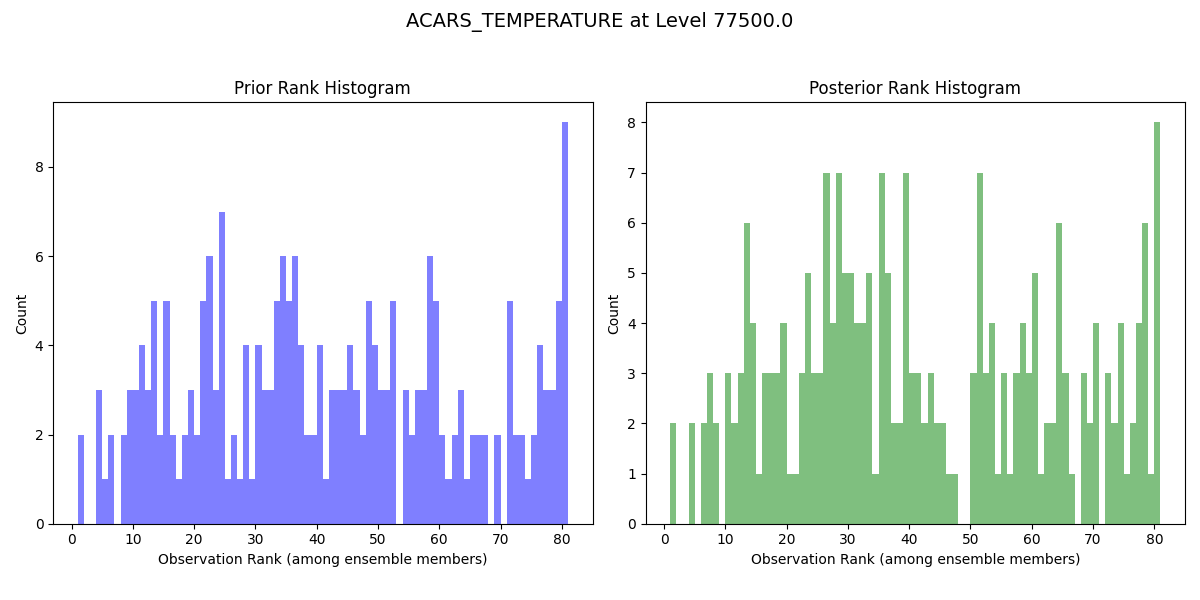 ACARS_TEMPERATURE at Level 77500.0
Prior Rank Histogram
Count
8
6
4
2
0
0 10 20 30 40 50 60 70 80
Observation Rank (among ensemble members)
Posterior Rank Histogram
Count
8
7
6
5
4
3
2
1
0
0 10 20 30 40 50 60 70 80
Observation Rank (among ensemble members)